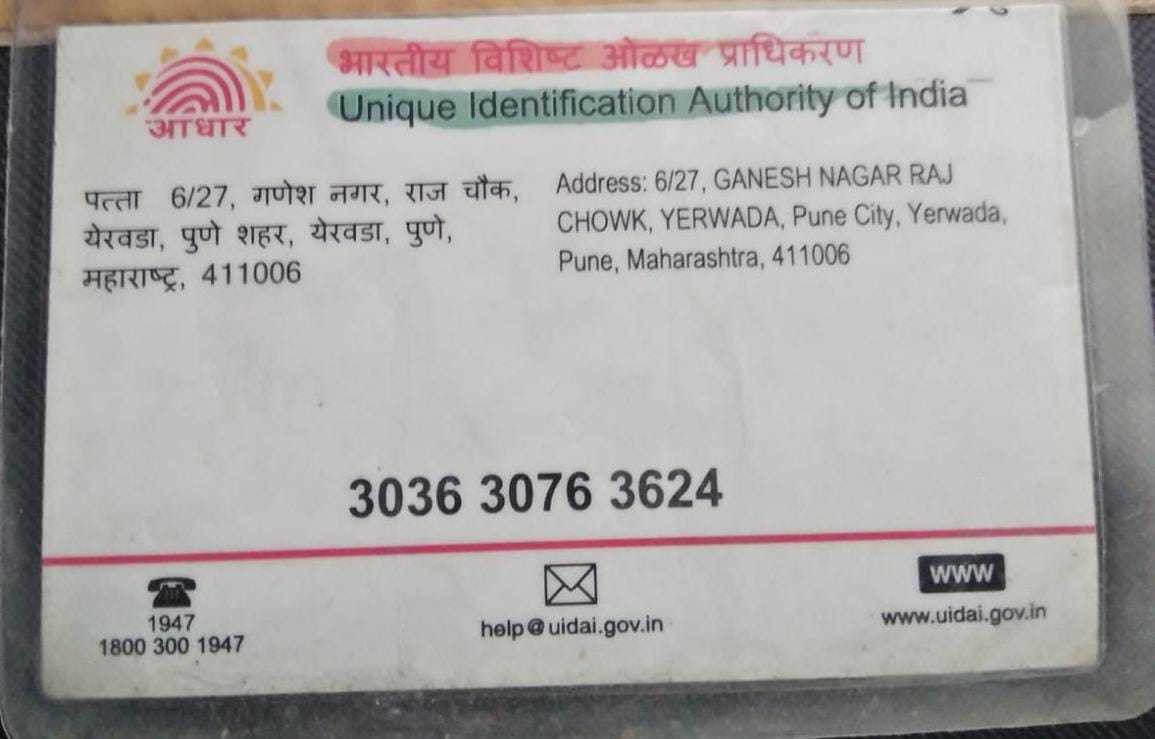 भारतीय विशिष्ट ओळख प्राधिकरण
Unique Identification Authority of India
आधार
पत्ता 6/27, गणेश नगर, राज चौक,
येरवडा, पुणे शहर, येरवडा, पुणे,
महाराष्ट्र, 411006
Address: 6/27, GANESH NAGAR RAJ
CHOWK, YERWADA, Pune City, Yerwada,
Pune, Maharashtra, 411006
3036 3076 3624
1947
1800 300 1947
help@uidai.gov.in
WWW
www.uidai.gov.in